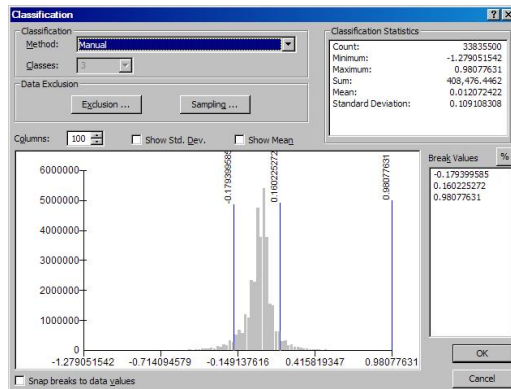 Classification
Classification
Method: Manual
Classes: 3
Data Exclusion
Exclusion ...
Sampling ...
Classification Statistics
Count: 33835500
Minimum: -1.279051542
Maximum: 0.98077631
Sum: 408,476.4462
Mean: 0.012072422
Standard Deviation: 0.109108308
Columns: 100
Show Std. Dev.
Show Mean
%
Break Values
-0.179399585
0.160225272
0.98077631
-0.179399585
0.160225272
0.98077631
6000000
5000000
4000000
3000000
2000000
1000000
0
-1.279051542 -0.714094579 -0.149137616 0.415819347 0.98077631
Snap breaks to data values
OK
Cancel